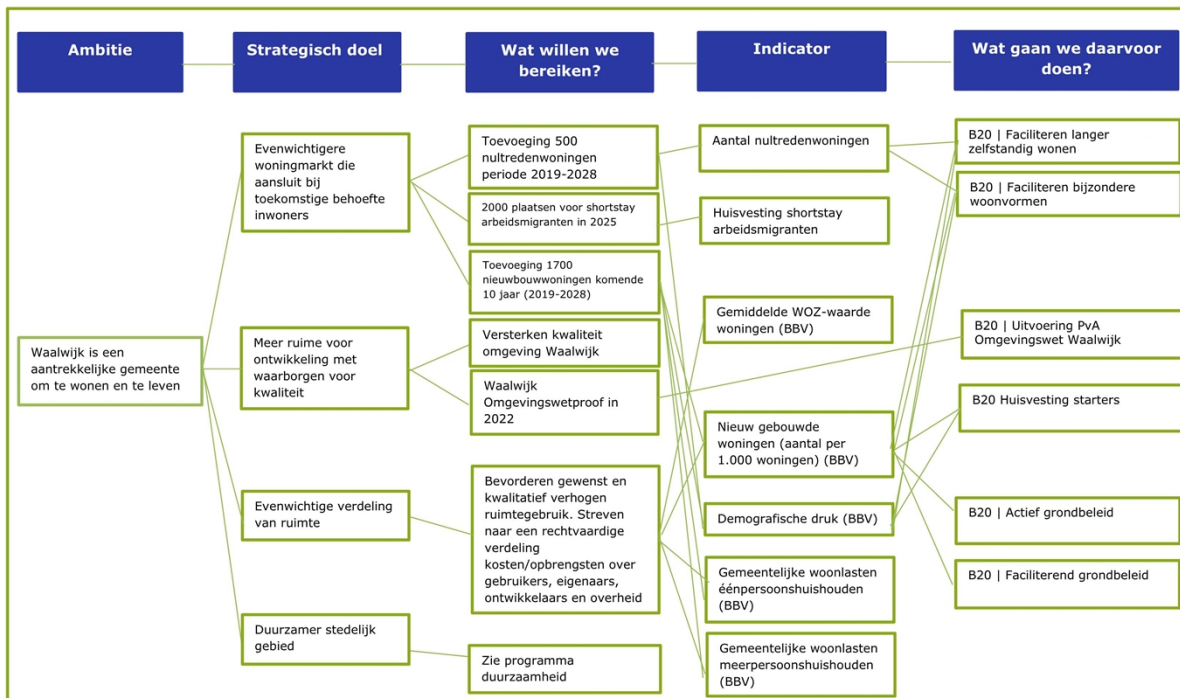 Ambitie
Strategisch doel
Wat willen we
bereiken?
Indicator
Wat gaan we daarvoor
doen?
Waalwijk is een
aantrekkelijke gemeente
om te wonen en te leven
Evenwichtigere
woningmarkt die
aansluit bij
toekomstige behoefte
inwoners
Meer ruime voor
ontwikkeling met
waarborgen voor
kwaliteit
Evenwichtige verdeling
van ruimte
Duurzamer stedelijk
gebied
Toevoeging 500
nultredenwoningen
periode 2019-2028
2000 plaatsen voor shortstay
arbeidsmigranten in 2025
Toevoeging 1700
nieuwbouwwoningen komende
10 jaar (2019-2028)
Versterken kwaliteit
omgeving Waalwijk
Waalwijk
Omgevingswetproof in
2022
Bevorderen gewenst en
kwalitatief verhogen
ruimtegebruik. Streven
naar een rechtvaardige
verdeling
kosten/opbrengsten over
gebruikers, eigenaars,
ontwikkelaars en overheid
Zie programma
duurzaamheid
Aantal nultredenwoningen
Huisvesting shortstay
arbeidsmigranten
Gemiddelde WOZ-waarde
woningen (BBV)
Nieuw gebouwde
woningen (aantal per
1.000 woningen) (BBV)
Demografische druk (BBV)
Gemeentelijke woonlasten
éénpersoonshuishouden
(BBV)
Gemeentelijke woonlasten
meerpersoonshuishouden
(BBV)
B20 | Faciliteren langer
zelfstandig wonen
B20 | Faciliteren bijzondere
woonvormen
B20 | Uitvoering PvA
Omgevingswet Waalwijk
B20 Huisvesting starters
B20 | Actief grondbeleid
B20 | Faciliterend grondbeleid